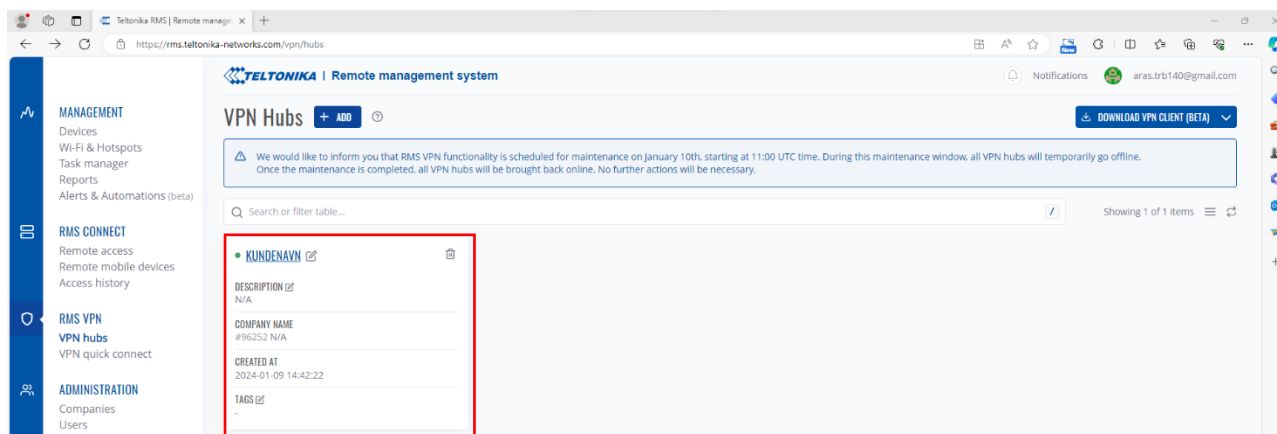 Teltonika RMS | Remote manage
https://rms.teltonika-networks.com/vpn/hubs
New
TELTONIKA | Remote management system
Notifications
aras.trb140@gmail.com
MANAGEMENT
Devices
Wi-Fi & Hotspots
Task manager
Reports
Alerts & Automations (beta)
RMS CONNECT
Remote access
Remote mobile devices
Access history
RMS VPN
VPN hubs
VPN quick connect
ADMINISTRATION
Companies
Users
VPN Hubs
+ ADD
DOWNLOAD VPN CLIENT (BETA)
We would like to inform you that RMS VPN functionality is scheduled for maintenance on January 10th, starting at 11:00 UTC time. During this maintenance window, all VPN hubs will temporarily go offline.
Once the maintenance is completed, all VPN hubs will be brought back online. No further actions will be necessary.
Search or filter table...
/
Showing 1 of 1 items
KUNDENAVN
DESCRIPTION
N/A
COMPANY NAME
#96252 N/A
CREATED AT
2024-01-09 14:42:22
TAGS
-